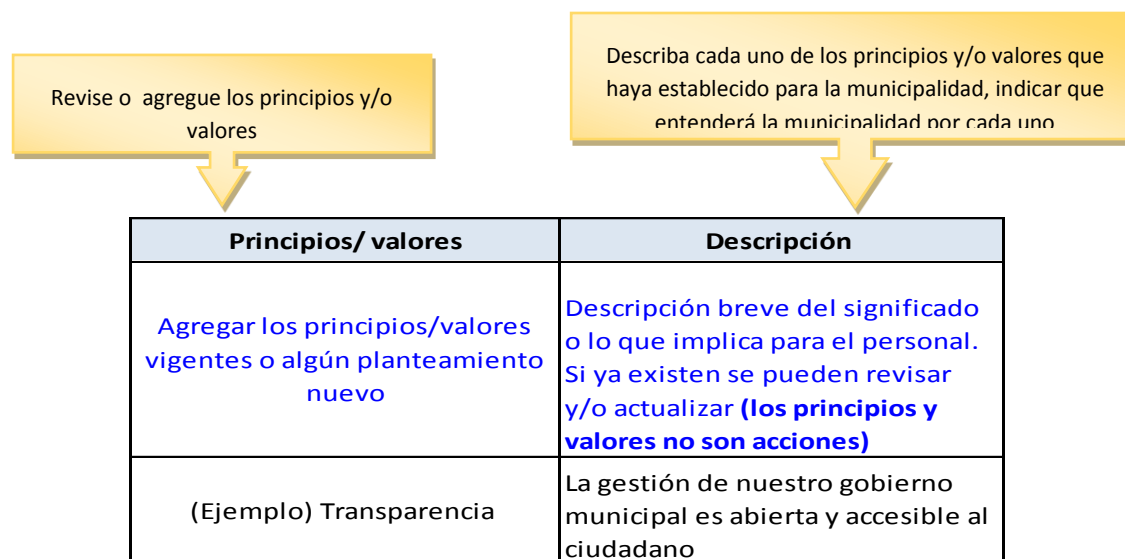 Revise o agregue los principios y/o
valores
Describa cada uno de los principios y/o valores que
haya establecido para la municipalidad, indicar que
entenderá la municipalidad por cada uno
Principios/ valores
Descripción
Agregar los principios/valores
vigentes o algún planteamiento
nuevo
Descripción breve del significado
o lo que implica para el personal.
Si ya existen se pueden revisar
y/o actualizar (los principios y
valores no son acciones)
(Ejemplo) Transparencia
La gestión de nuestro gobierno
municipal es abierta y accesible al
ciudadano